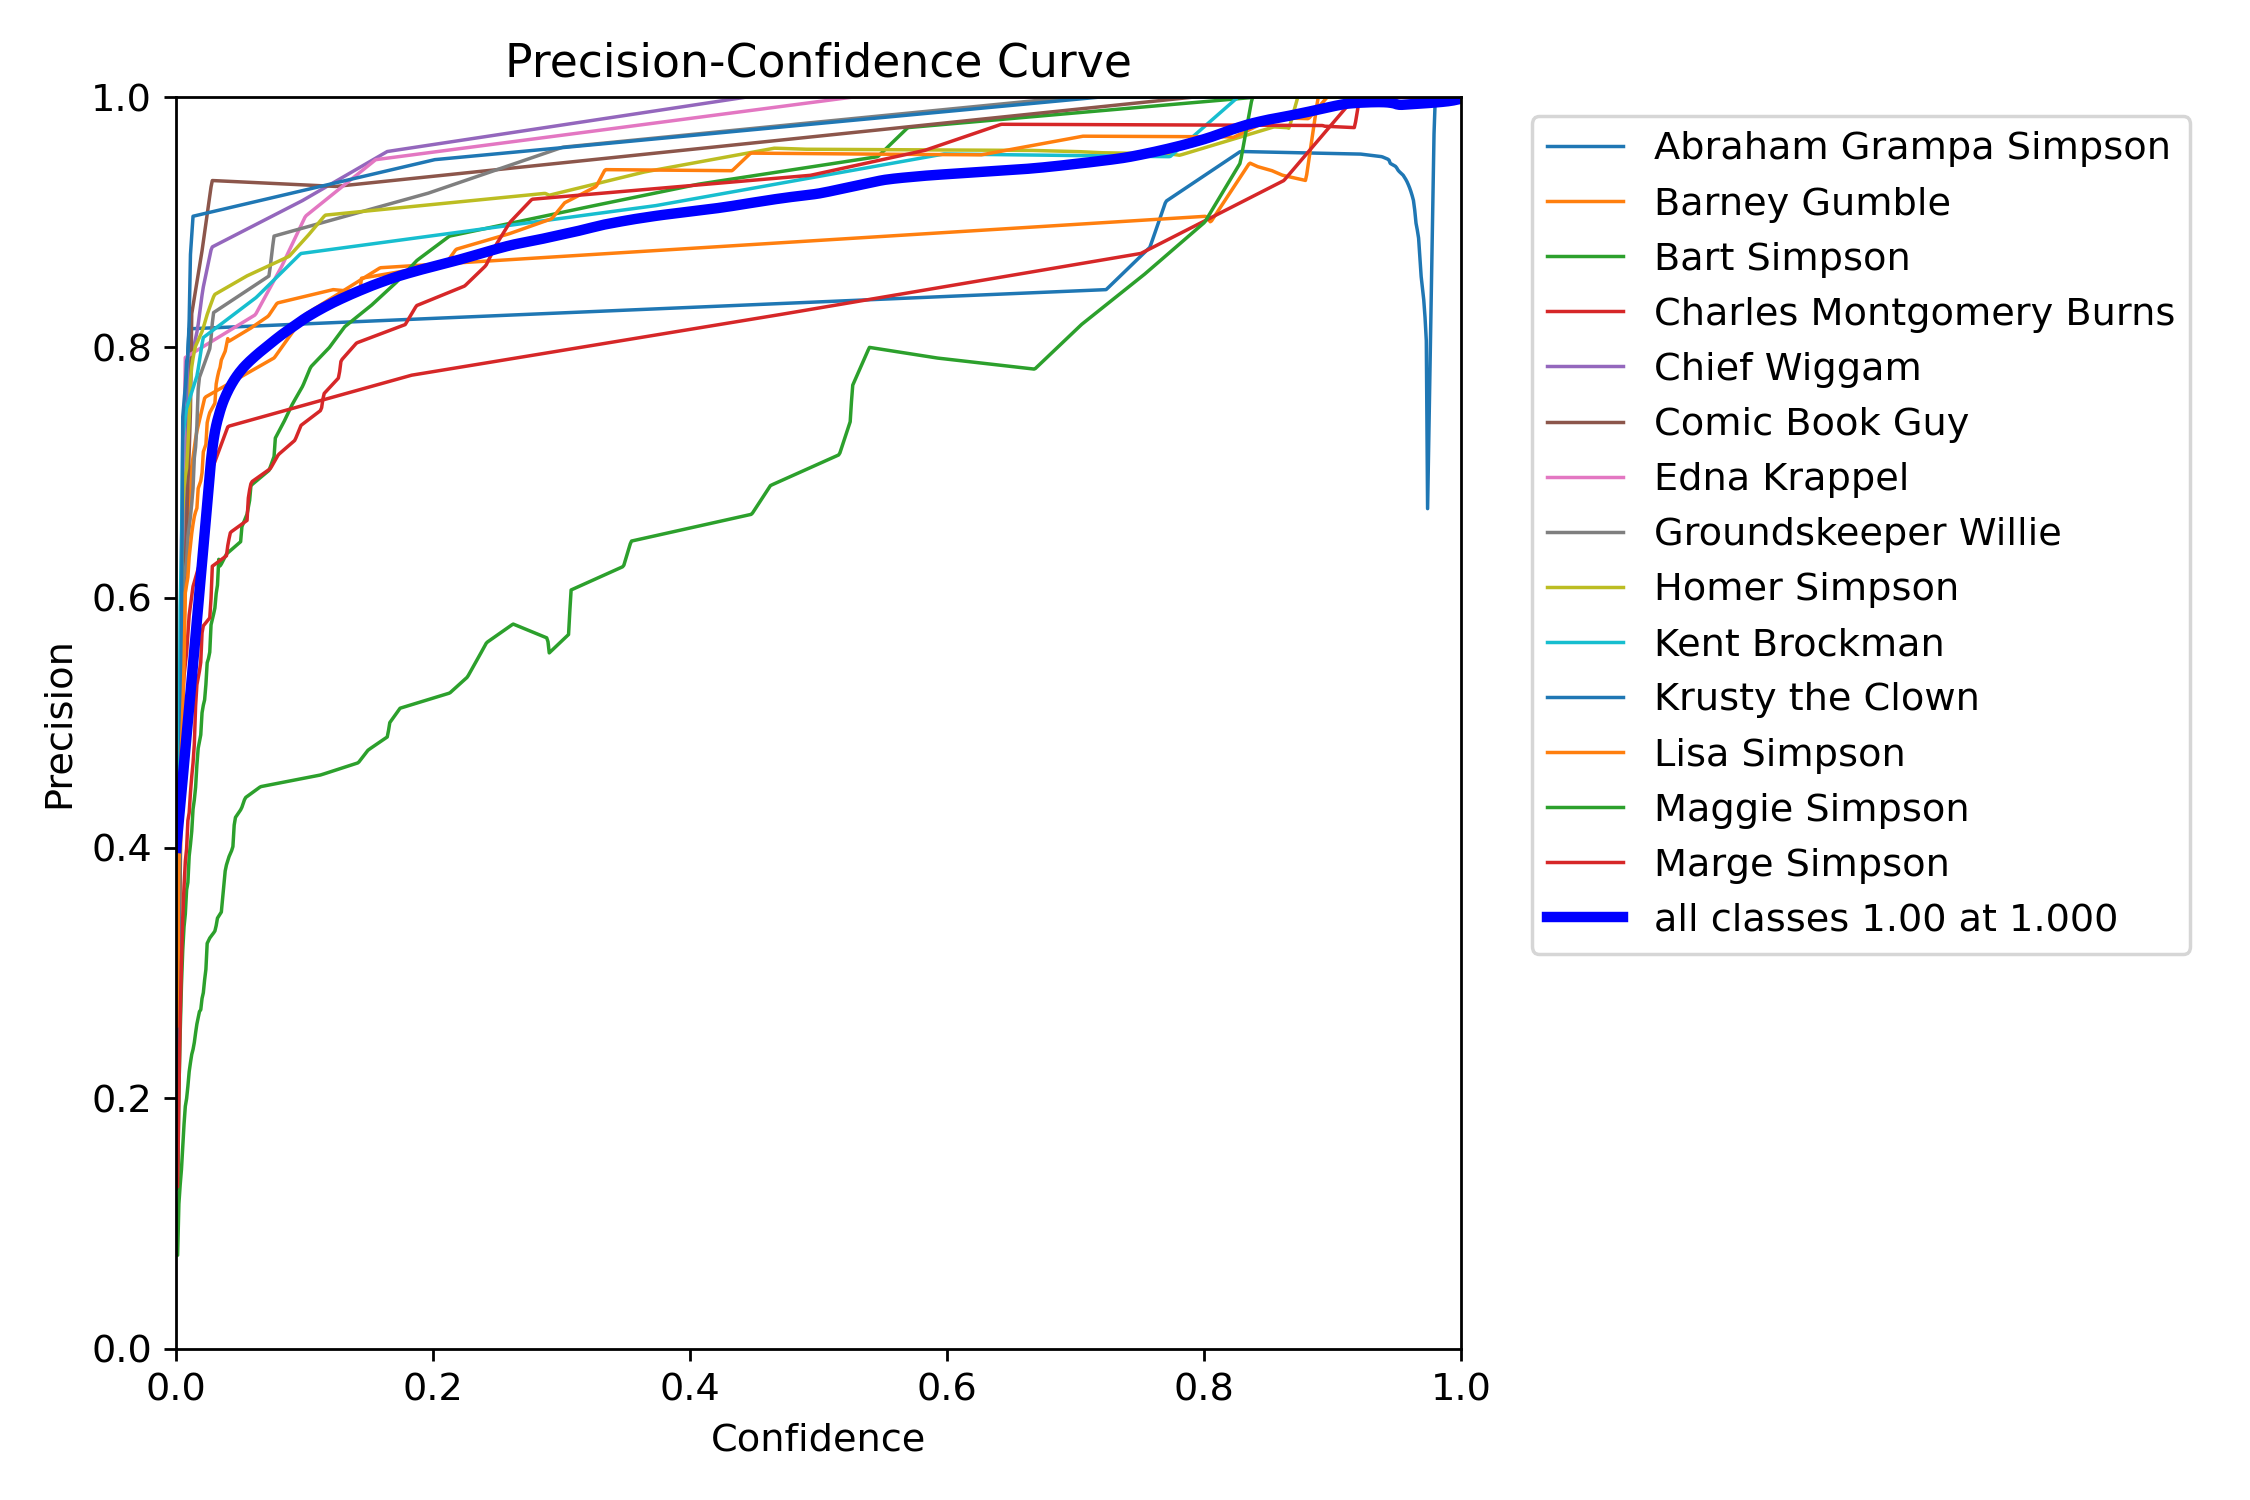 Precision-Confidence Curve
1.0
0.8
0.6
0.4
0.2
0.0
Precision
0.0 0.2 0.4 0.6 0.8 1.0
Confidence
Abraham Grampa Simpson
Barney Gumble
Bart Simpson
Charles Montgomery Burns
Chief Wiggam
Comic Book Guy
Edna Krappel
Groundskeeper Willie
Homer Simpson
Kent Brockman
Krusty the Clown
Lisa Simpson
Maggie Simpson
Marge Simpson
all classes 1.00 at 1.000